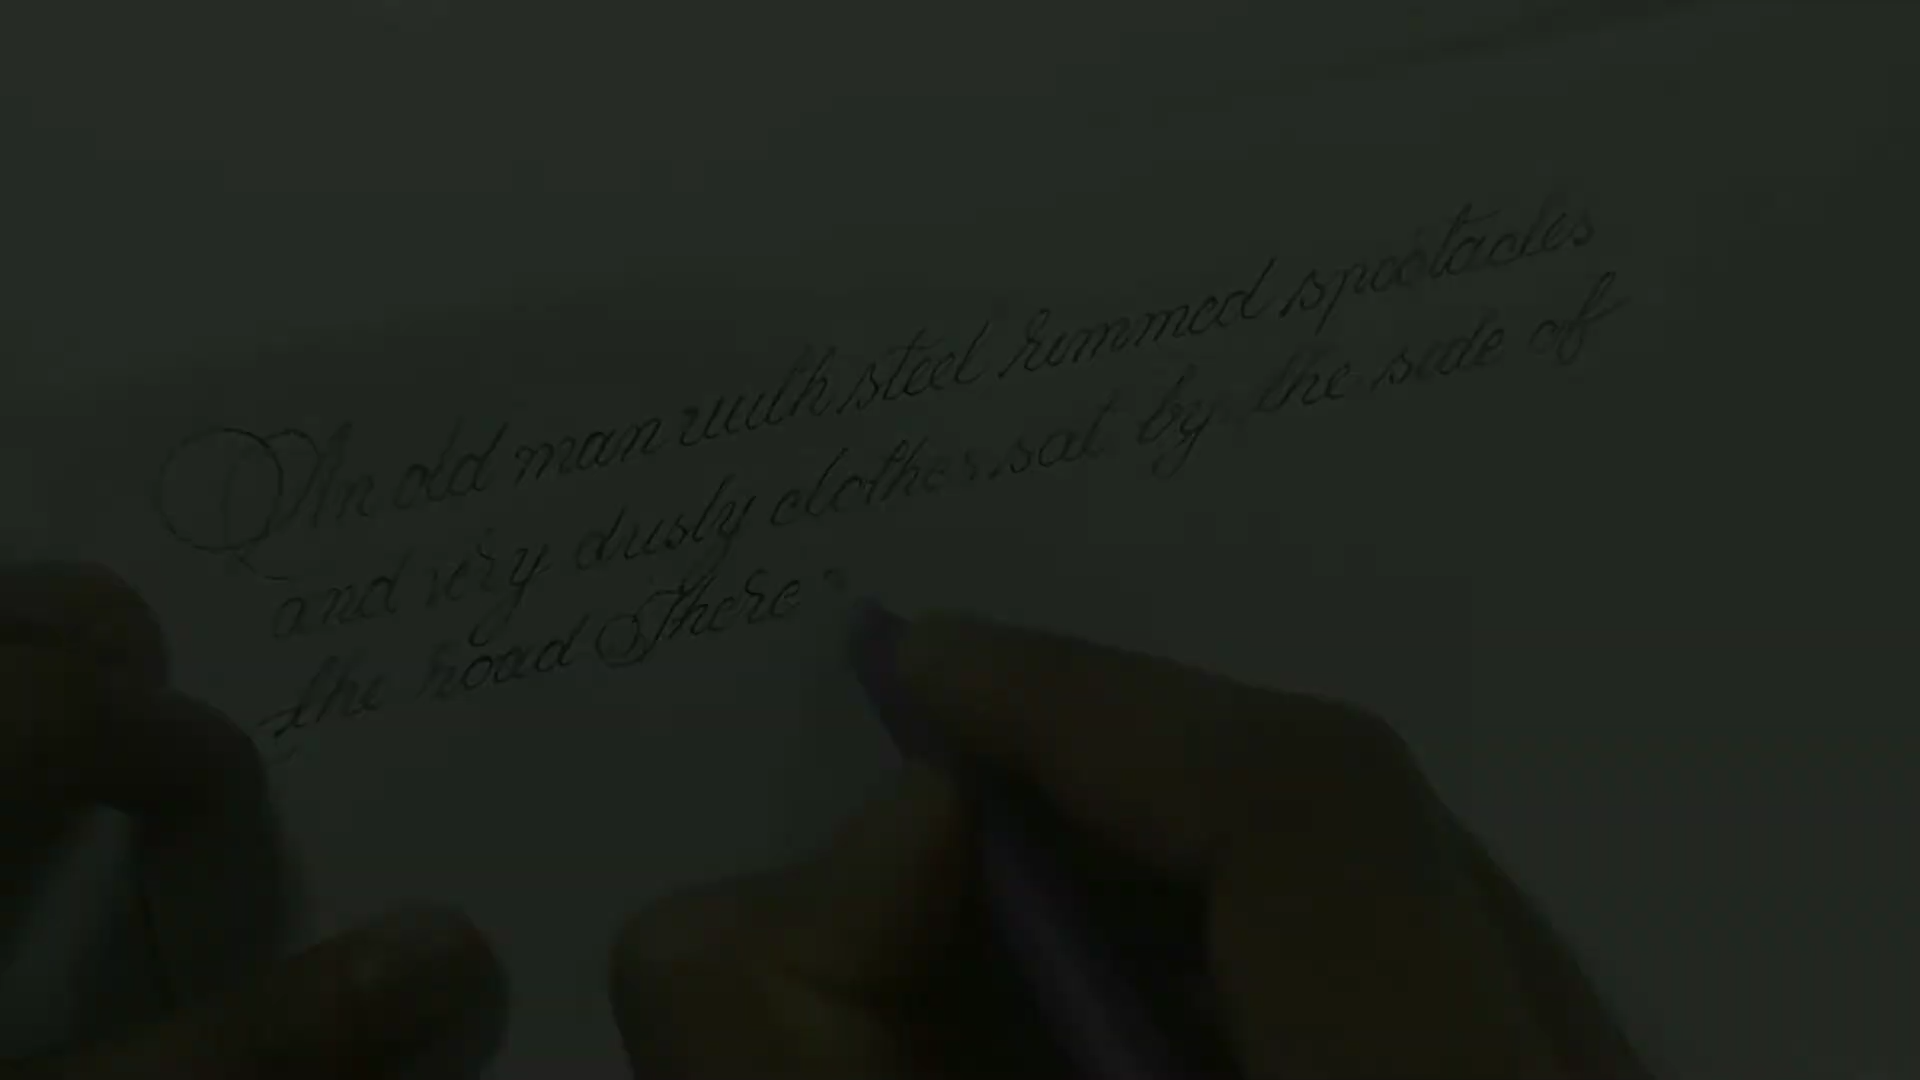 An old man with steel rimmed spectacles
and very dusty clothes sat by the side of
the road There